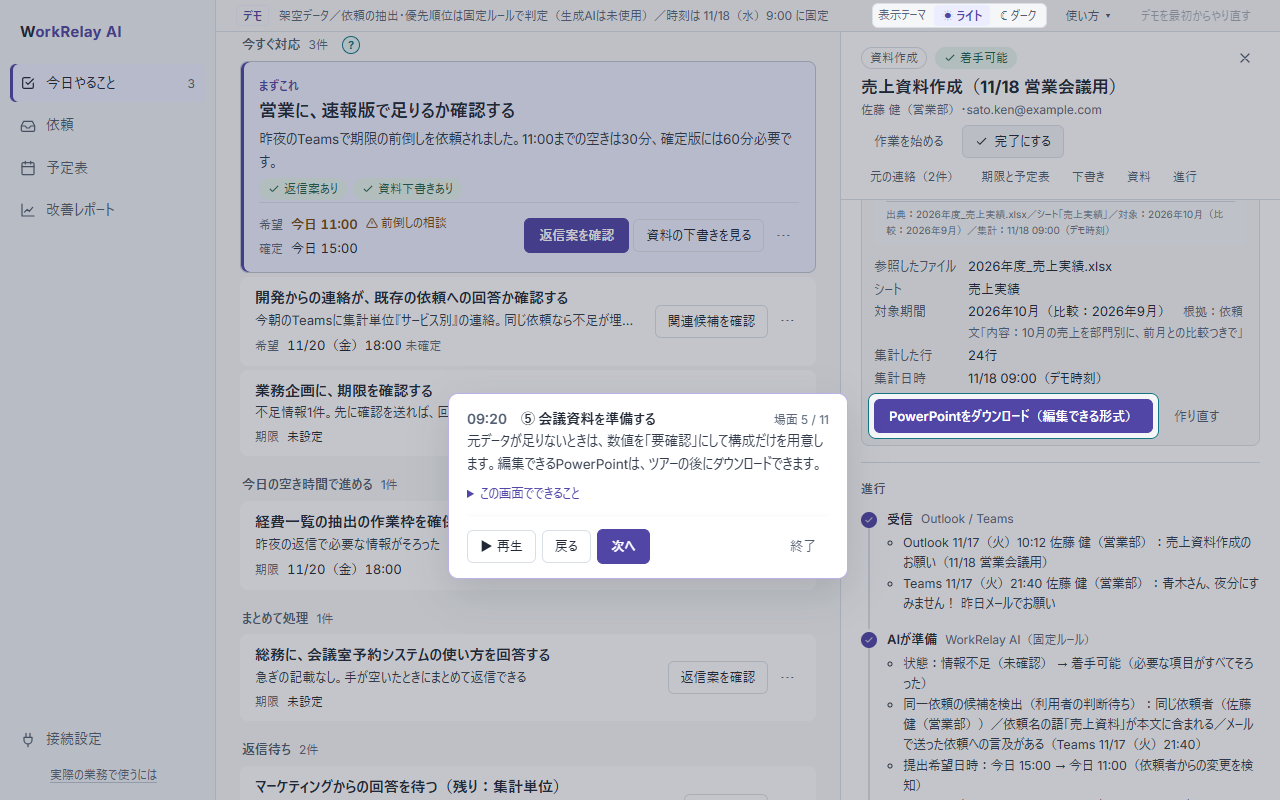 WorkRelay AI
今日やること 3
依頼
予定表
改善レポート
接続設定
実際の業務で使うには
デモ 架空データ／依頼の抽出・優先順位は固定ルールで判定（生成AIは未使用）／時刻は 11/18（水）9:00 に固定
表示テーマ ライト ダーク 使い方 ▼ デモを最初からやり直す
今すぐ対応 3件 ?
まずこれ
営業に、速報版で足りるか確認する
昨夜のTeamsで期限の前倒しを依頼されました。11:00までの空きは30分、確定版には60分必要で
す。
返信案あり 資料下書きあり
希望 今日 11:00 前倒しの相談
確定 今日 15:00
返信案を確認 資料の下書きを見る …
開発からの連絡が、既存の依頼への回答か確認する
今朝のTeamsに集計単位『サービス別』の連絡。同じ依頼なら不足が埋...
希望 11/20（金）18:00 未確定
関連候補を確認 …
業務企画に、期限を確認する
不足情報1件。先に確認を送れば、回
期限 未設定
今日の空き時間で進める 1件
経費一覧の抽出の作業枠を確
昨夜の返信で必要な情報がそろった
期限 11/20（金）18:00
まとめて処理 1件
総務に、会議室予約システムの使い方を回答する
急ぎの記載なし。手が空いたときにまとめて返信できる
期限 未設定
返信案を確認 …
返信待ち 2件
マーケティングからの回答を待つ（残り：集計単位）
09:20 ⑤ 会議資料を準備する 場面 5 / 11
元データが足りないときは、数値を「要確認」にして構成だけを用意し
ます。編集できるPowerPointは、ツアーの後にダウンロードできます。
▶ この画面でできること
▶ 再生 戻る 次へ 終了
資料作成 着手可能
売上資料作成（11/18 営業会議用）
佐藤 健（営業部）・sato.ken@example.com
作業を始める 完了にする
元の連絡（2件） 期限と予定表 下書き 資料 進行
出典：2026年度_売上実績.xlsx／シート「売上実績」／対象：2026年10月（比
較：2026年9月）／集計：11/18 09:00（デモ時刻）
参照したファイル 2026年度_売上実績.xlsx
シート 売上実績
対象期間 2026年10月（比較：2026年9月） 根拠：依頼
文「内容：10月の売上を部門別に、前月との比較つきで」
集計した行 24行
集計日時 11/18 09:00（デモ時刻）
PowerPointをダウンロード（編集できる形式） 作り直す
進行
受信 Outlook / Teams
Outlook 11/17（火）10:12 佐藤 健（営業部）：売上資料作成の
お願い（11/18 営業会議用）
Teams 11/17（火）21:40 佐藤 健（営業部）：青木さん、夜分にす
みません！ 昨日メールでお願い
AIが準備 WorkRelay AI（固定ルール）
状態：情報不足（未確認） → 着手可能（必要な項目がすべてそろ
った）
同一依頼の候補を検出（利用者の判断待ち）：同じ依頼者（佐藤
健（営業部））／依頼名の語「売上資料」が本文に含まれる／メール
で送った依頼への言及がある（Teams 11/17（火）21:40）
提出希望日時：今日 15:00 → 今日 11:00（依頼者からの変更を検
知）